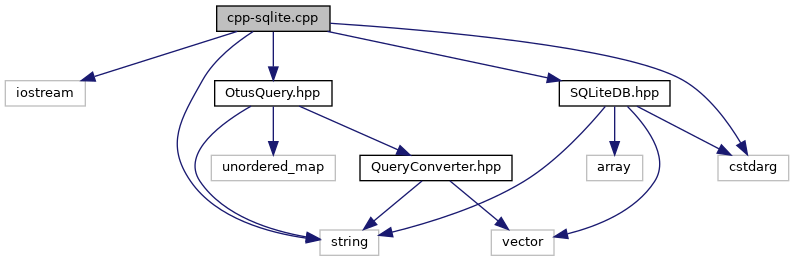 cpp-sqlite.cpp
iostream
OtusQuery.hpp
SQLiteDB.hpp
unordered_map
QueryConverter.hpp
array
cstdarg
string
vector